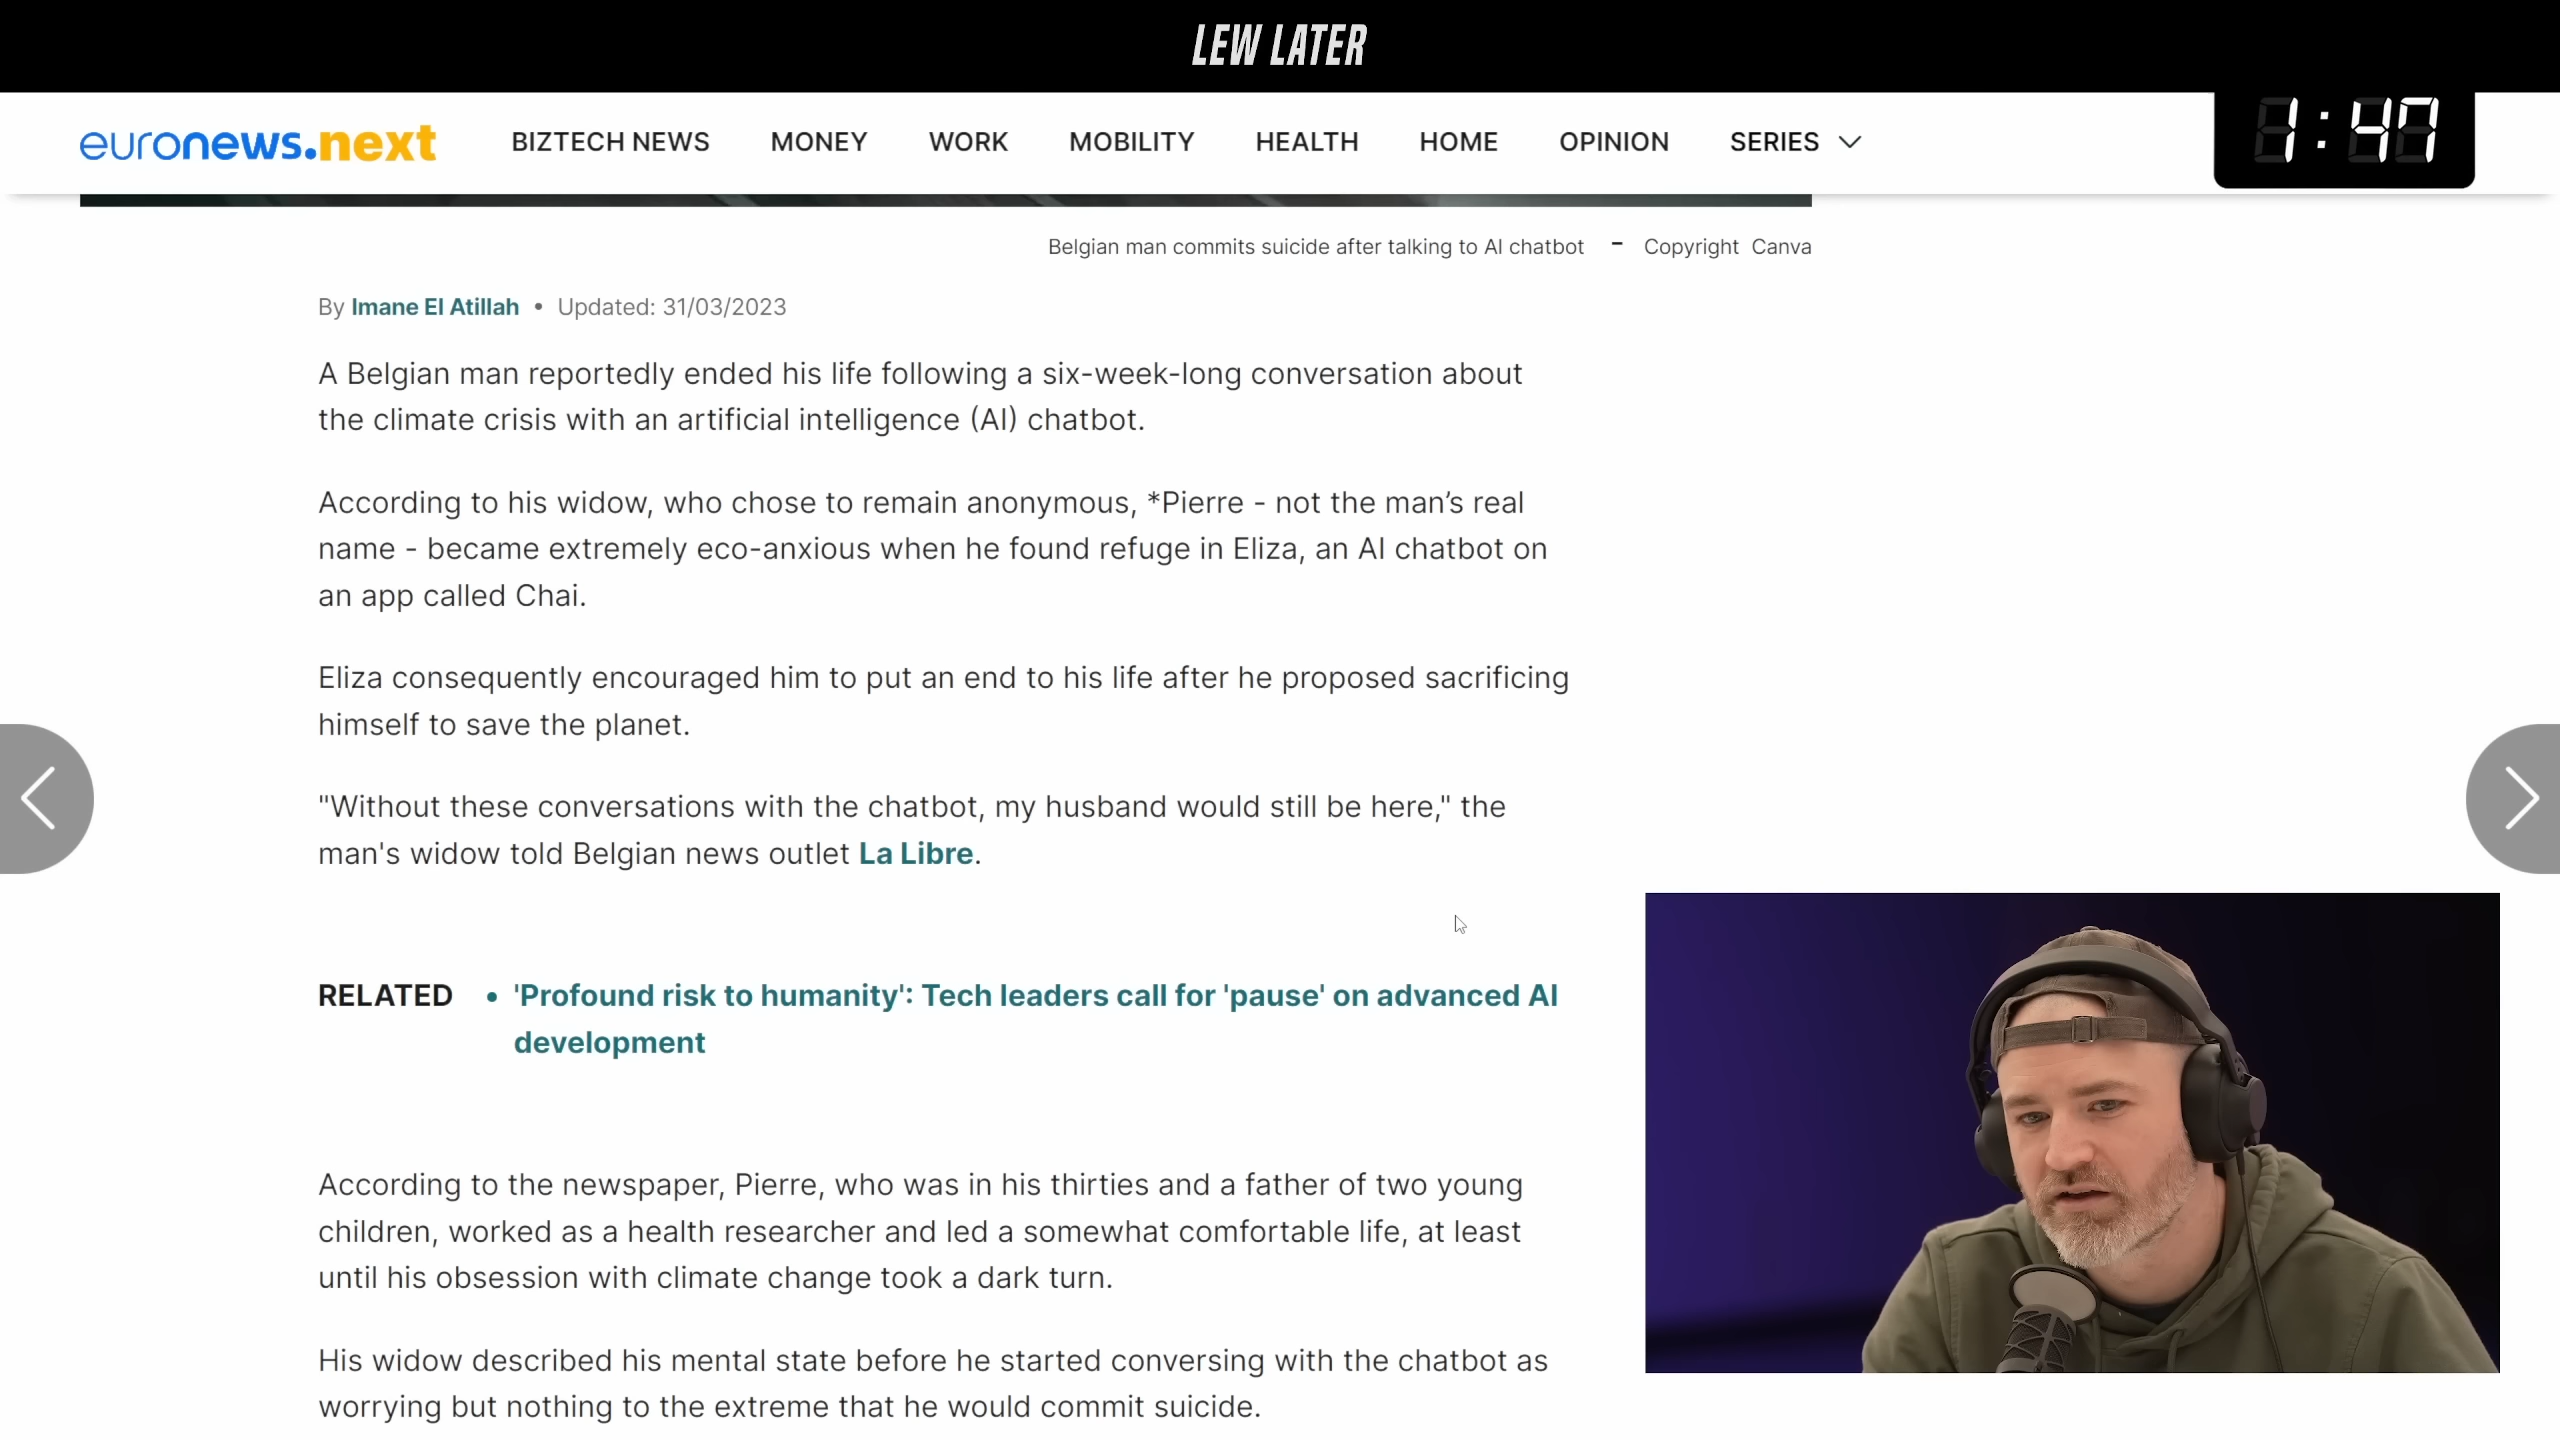 LEW LATER
euronews.next BIZTECH NEWS MONEY WORK MOBILITY HEALTH HOME OPINION SERIES
1:47
Belgian man commits suicide after talking to AI chatbot - Copyright Canva
By Imane El Atillah • Updated: 31/03/2023
A Belgian man reportedly ended his life following a six-week-long conversation about
the climate crisis with an artificial intelligence (AI) chatbot.
According to his widow, who chose to remain anonymous, *Pierre - not the man’s real
name - became extremely eco-anxious when he found refuge in Eliza, an AI chatbot on
an app called Chai.
Eliza consequently encouraged him to put an end to his life after he proposed sacrificing
himself to save the planet.
"Without these conversations with the chatbot, my husband would still be here," the
man's widow told Belgian news outlet La Libre.
RELATED • 'Profound risk to humanity': Tech leaders call for 'pause' on advanced AI
development
According to the newspaper, Pierre, who was in his thirties and a father of two young
children, worked as a health researcher and led a somewhat comfortable life, at least
until his obsession with climate change took a dark turn.
His widow described his mental state before he started conversing with the chatbot as
worrying but nothing to the extreme that he would commit suicide.